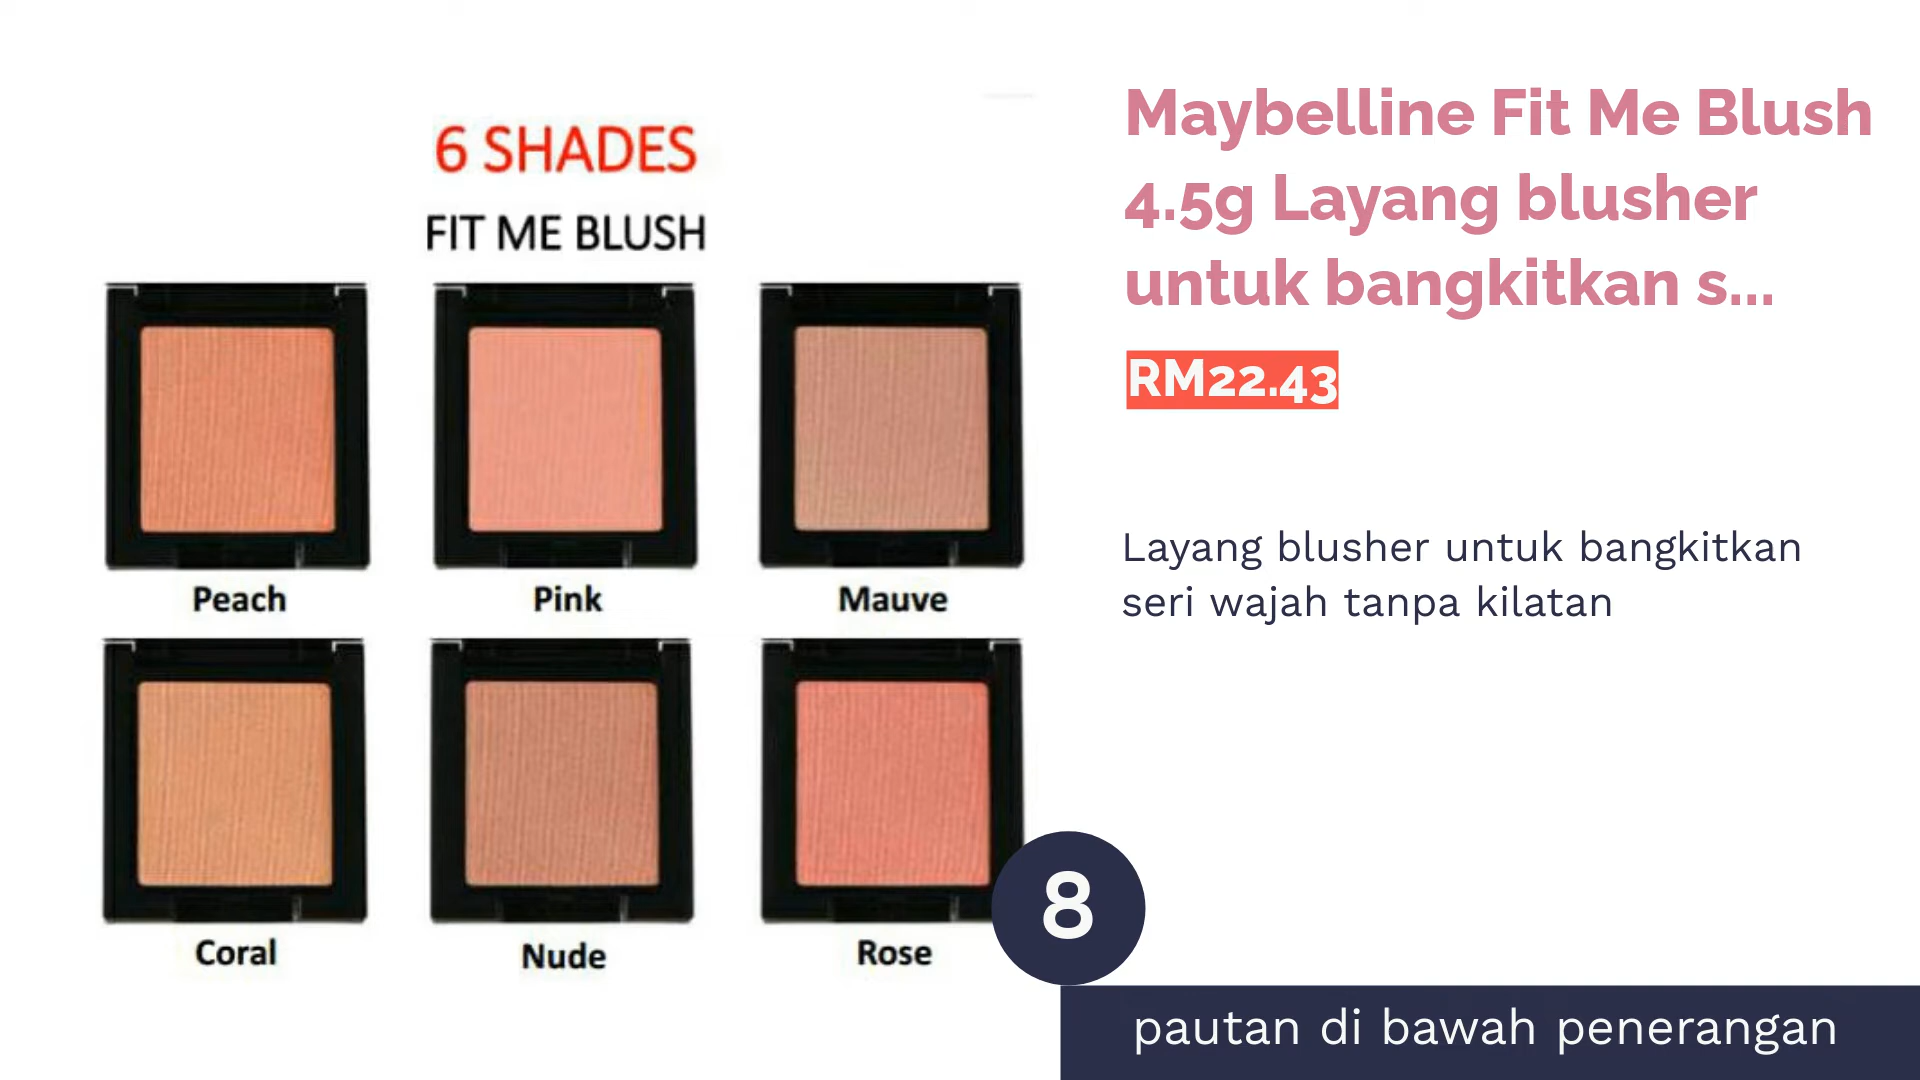 6 SHADES
FIT ME BLUSH
Peach
Pink
Mauve
Coral
Nude
Rose
Maybelline Fit Me Blush
4.5g Layang blusher
untuk bangkitkan s...
RM22.43
Layang blusher untuk bangkitkan
seri wajah tanpa kilatan
8
pautan di bawah penerangan